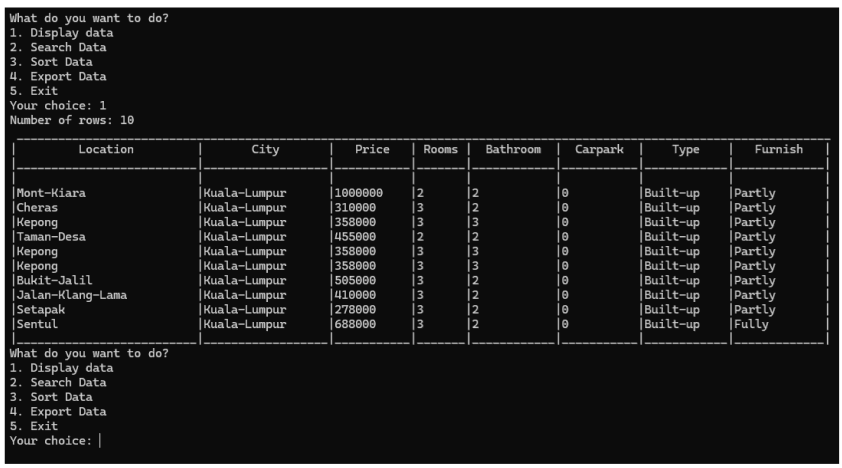 What do you want to do?
1. Display data
2. Search Data
3. Sort Data
4. Export Data
5. Exit
Your choice: 1
Number of rows: 10
| Location | City | Price | Rooms | Bathroom | Carpark | Type | Furnish |
|Mont-Kiara |Kuala-Lumpur |1000000 |2 |2 |0 |Built-up |Partly |
|Cheras |Kuala-Lumpur |310000 |3 |2 |0 |Built-up |Partly |
|Kepong |Kuala-Lumpur |358000 |3 |3 |0 |Built-up |Partly |
|Taman-Desa |Kuala-Lumpur |455000 |2 |2 |0 |Built-up |Partly |
|Kepong |Kuala-Lumpur |358000 |3 |3 |0 |Built-up |Partly |
|Kepong |Kuala-Lumpur |358000 |3 |3 |0 |Built-up |Partly |
|Bukit-Jalil |Kuala-Lumpur |505000 |3 |2 |0 |Built-up |Partly |
|Jalan-Klang-Lama |Kuala-Lumpur |410000 |3 |2 |0 |Built-up |Partly |
|Setapak |Kuala-Lumpur |278000 |3 |2 |0 |Built-up |Partly |
|Sentul |Kuala-Lumpur |688000 |3 |2 |0 |Built-up |Fully |
What do you want to do?
1. Display data
2. Search Data
3. Sort Data
4. Export Data
5. Exit
Your choice: